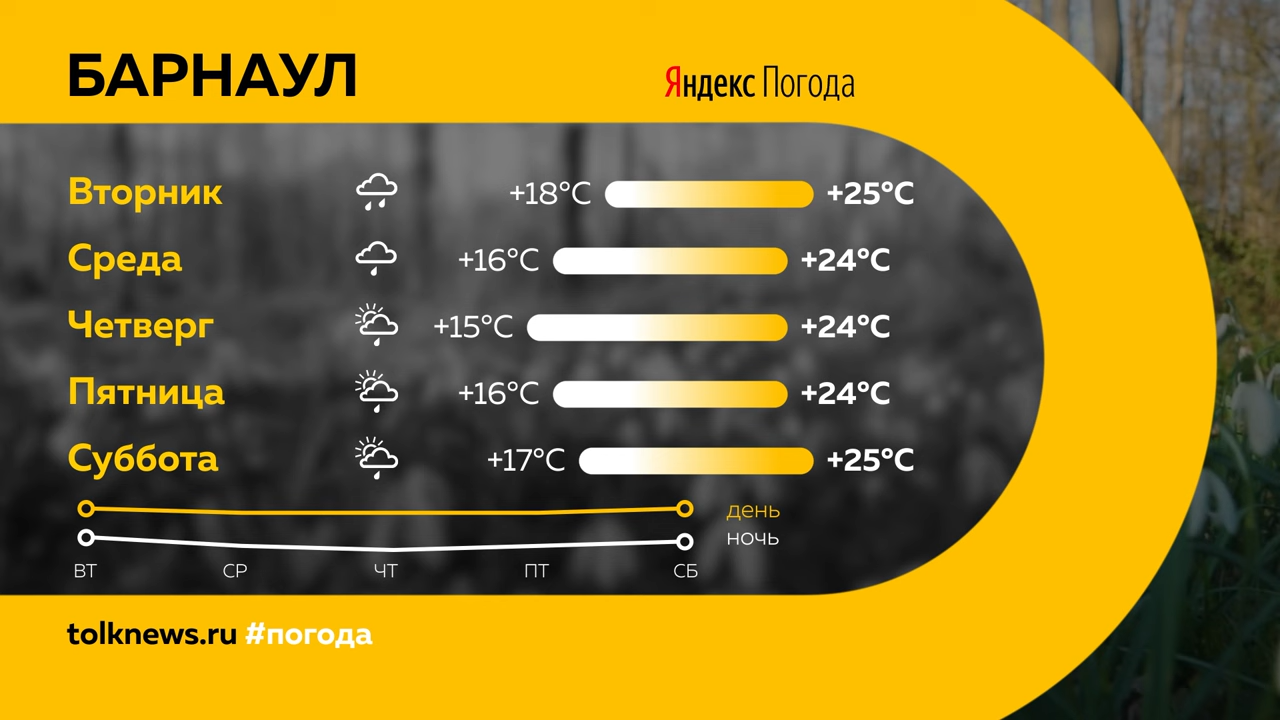 БАРНАУЛ
Яндекс Погода
Вторник +18°C +25°C
Среда +16°C +24°C
Четверг +15°C +24°C
Пятница +16°C +24°C
Суббота +17°C +25°C
день
ночь
ВТ СР ЧТ ПТ СБ
tolknews.ru #погода